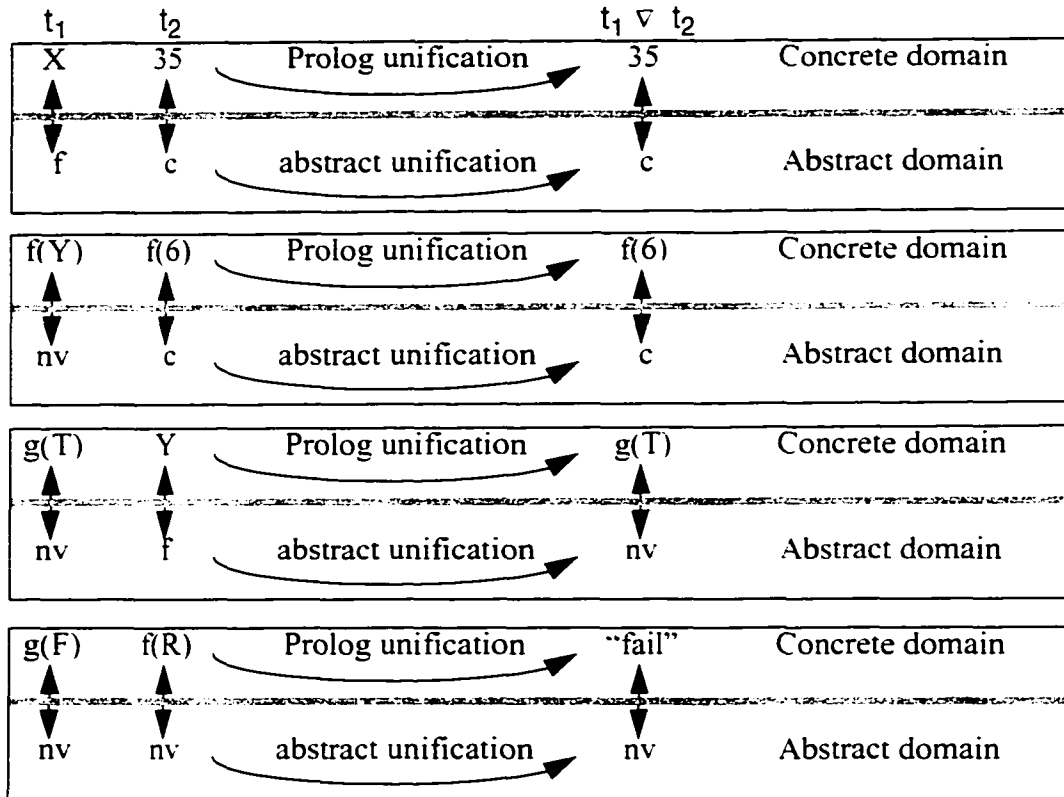 t1 t2 t1 ∇ t2
X 35 Prolog unification 35 Concrete domain
f c abstract unification c Abstract domain
f(Y) f(6) Prolog unification f(6) Concrete domain
nv c abstract unification c Abstract domain
g(T) Y Prolog unification g(T) Concrete domain
nv f abstract unification nv Abstract domain
g(F) f(R) Prolog unification “fail” Concrete domain
nv nv abstract unification nv Abstract domain